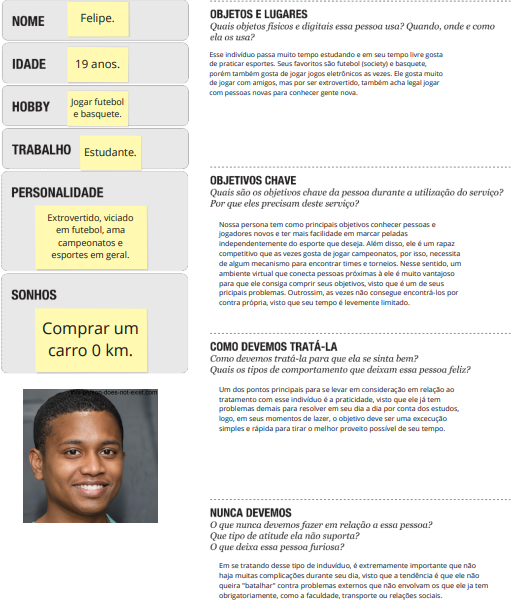 NOME
Felipe.
IDADE
19 anos.
HOBBY
Jogar futebol
e basquete.
TRABALHO
Estudante.
PERSONALIDADE
Extrovertido, viciado
em futebol, ama
campeonatos e
esportes em geral.
SONHOS
Comprar um
carro 0 km.
OBJETOS E LUGARES
Quais objetos físicos e digitais essa pessoa usa? Quando, onde e como
ela os usa?
Esse indivíduo passa muito tempo estudando e em seu tempo livre gosta
de praticar esportes. Seus favoritos são futebol (society) e basquete,
porém também gosta de jogar jogos eletrônicos as vezes. Ele gosta muito
de jogar com amigos, mas por ser extrovertido, também acha legal jogar
com pessoas novas para conhecer gente nova.
OBJETIVOS CHAVE
Quais são os objetivos chave da pessoa durante a utilização do serviço?
Por que eles precisam deste serviço?
Nossa persona tem como principais objetivos conhecer pessoas e
jogadores novos e ter mais facilidade em marcar peladas
independentemente do esporte que deseja. Além disso, ele é um rapaz
competitivo que as vezes gosta de jogar campeonatos, por isso, necessita
de algum mecanismo para encontrar times e torneios. Nesse sentido, um
ambiente virtual que conecta pessoas próximas à ele é muito vantajoso
para que ele consiga comprir seus objetivos, visto que é um de seus
pricipais problemas. Outrossim, as vezes não consegue encontrá-los por
contra própria, visto que seu tempo é levemente limitado.
COMO DEVEMOS TRATÁ-LA
Como devemos tratá-la para que ela se sinta bem?
Quais os tipos de comportamento que deixam essa pessoa feliz?
Um dos pontos principais para se levar em consideração em relação ao
tratamento com esse indivíduo é a praticidade, visto que ele já tem
problemas demais para resolver em seu dia a dia por conta dos estudos,
logo, em seus momentos de lazer, o objetivo deve ser uma execução
simples e rápida para tirar o melhor proveito possível de seu tempo.
NUNCA DEVEMOS
O que nunca devemos fazer em relação a essa pessoa?
Que tipo de atitude ela não suporta?
O que deixa essa pessoa furiosa?
Em se tratando desse tipo de induvíduo, é extremamente importante que não
haja muitas complicações durante seu dia, visto que a tendência é que ele não
queira "batalhar" contra problemas externos que não envolvam os que ele ja tem
obrigatoriamente, como a faculdade, transporte ou relações sociais.